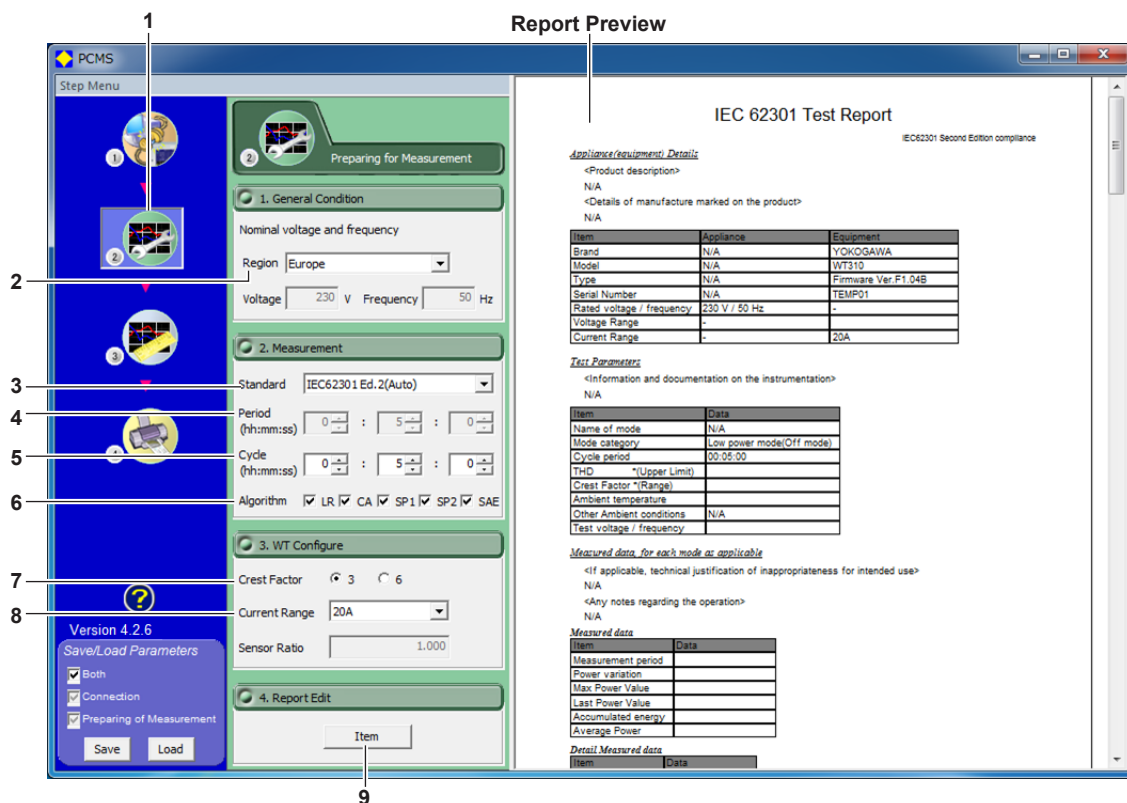 1
Report Preview
PCMS
Step Menu
1
2
3
4
Version 4.2.6
Save/Load Parameters
Both
Connection
Preparing of Measurement
Save Load
2 Preparing for Measurement
1. General Condition
Nominal voltage and frequency
2
Region Europe
Voltage 230 V Frequency 50 Hz
2. Measurement
3
Standard IEC62301 Ed.2(Auto)
4
Period
(hh:mm:ss) 0 : 5 : 0
5
Cycle
(hh:mm:ss) 0 : 5 : 0
6
Algorithm LR CA SP1 SP2 SAE
3. WT Configure
7
Crest Factor 3 6
8
Current Range 20A
Sensor Ratio 1.000
4. Report Edit
Item
9
IEC 62301 Test Report
IEC62301 Second Edition compliance
Appliance(equipment) Details
<Product description>
N/A
<Details of manufacture marked on the product>
N/A
Item Appliance Equipment
Brand N/A YOKOGAWA
Model N/A WT310
Type N/A Firmware Ver.F1.04B
Serial Number N/A TEMP01
Rated voltage / frequency 230 V / 50 Hz -
Voltage Range -
Current Range - 20A
Test Parameters
<Information and documentation on the instrumentation>
N/A
Item Data
Name of mode N/A
Mode category Low power mode(Off mode)
Cycle period 00:05:00
THD *(Upper Limit)
Crest Factor *(Range)
Ambient temperature
Other Ambient conditions N/A
Test voltage / frequency
Measured data, for each mode as applicable
<If applicable, technical justification of inappropriateness for intended use>
N/A
<Any notes regarding the operation>
N/A
Measured data
Item Data
Measurement period
Power variation
Max Power Value
Last Power Value
Accumulated energy
Average Power
Detail Measured data
Item Data